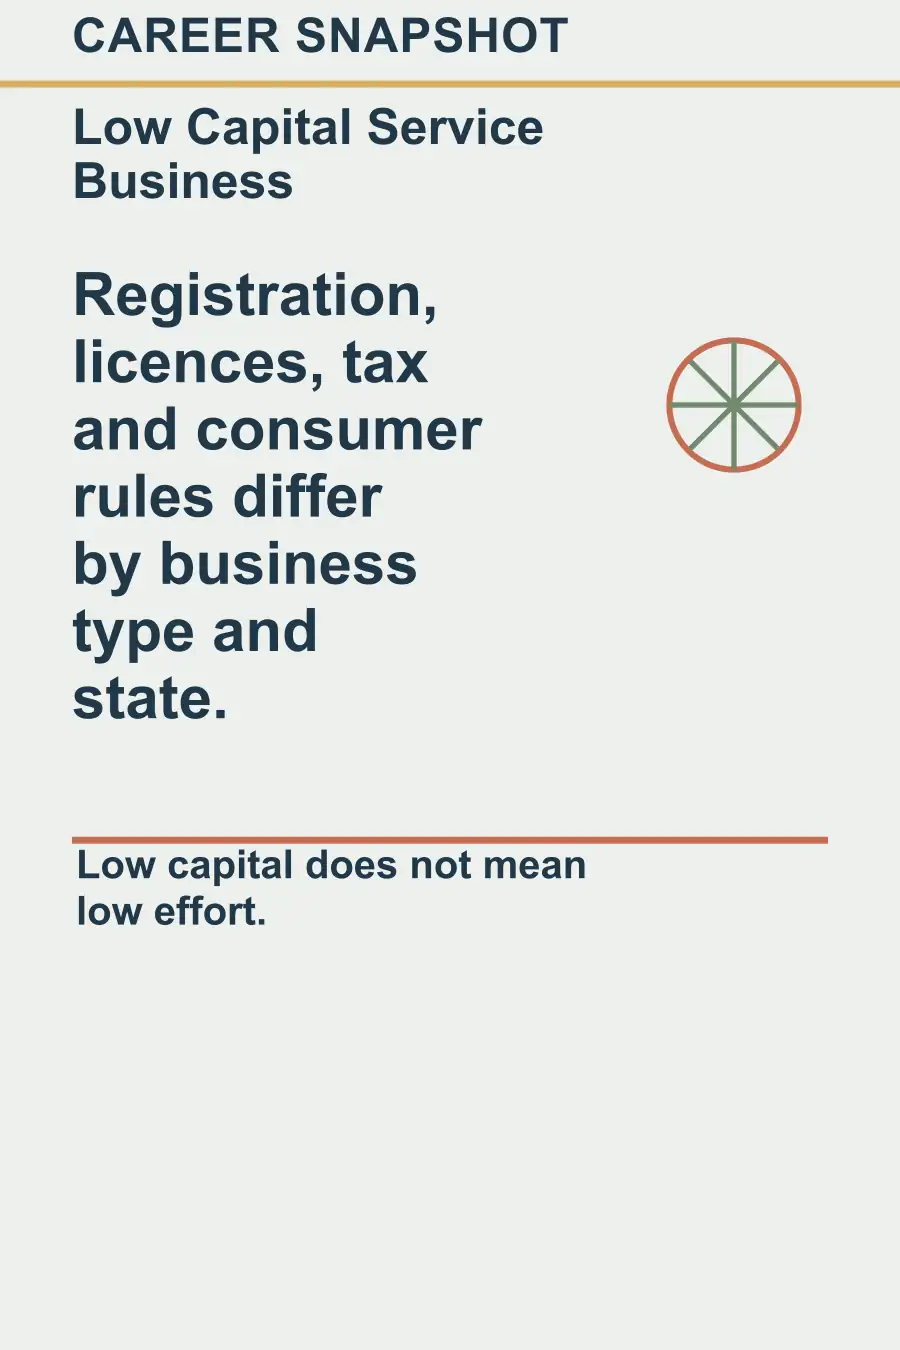 CAREER SNAPSHOT
Low Capital Service
Business
Registration,
licences, tax
and consumer
rules differ
by business
type and
state.
Low capital does not mean
low effort.